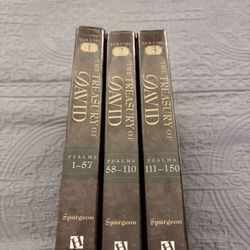 VOLUME
1
THE TREASURY OF
DAVID
PSALMS
1–57
Spurgeon
VOLUME
2
THE TREASURY OF
DAVID
PSALMS
58–110
Spurgeon
VOLUME
3
THE TREASURY OF
DAVID
PSALMS
111–150
Spurgeon